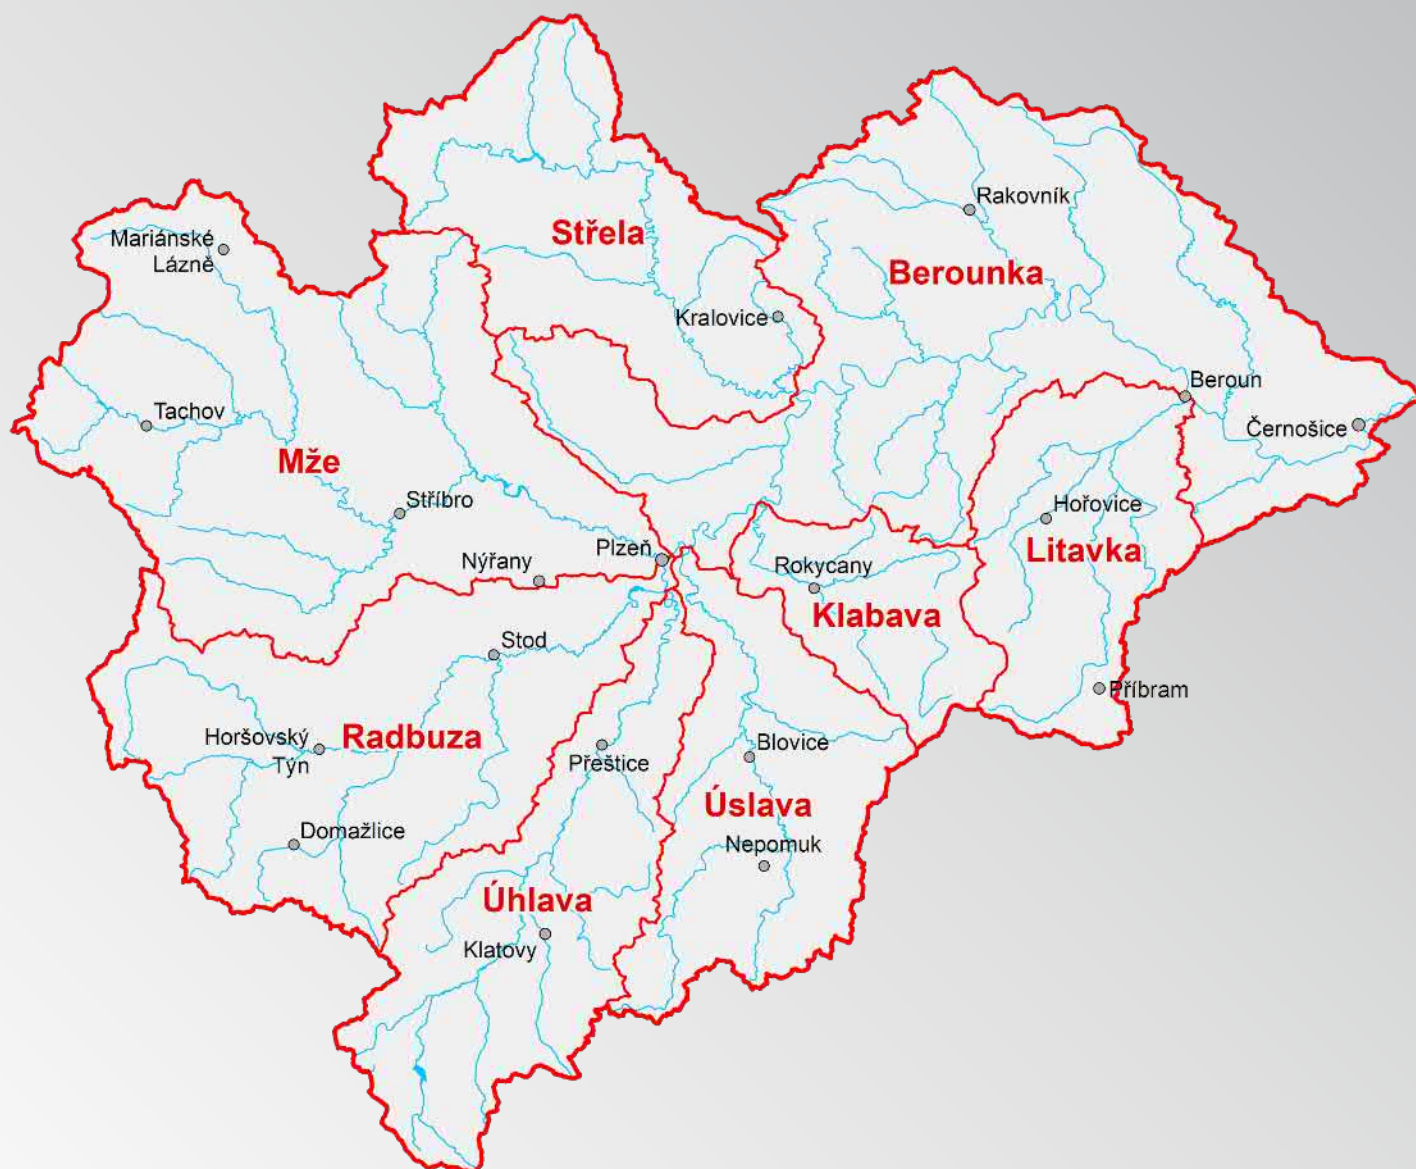 Rakovník
Střela
Mariánské
Lázně
Berounka
Kralovice
Beroun
Tachov
Černošice
Mže
Stříbro
Hořovice
Plzeň
Litavka
Nýřany
Rokycany
Klabava
Stod
Příbram
Horšovský
Týn
Radbuza
Blovice
Přeštice
Úslava
Domažlice
Nepomuk
Úhlava
Klatovy